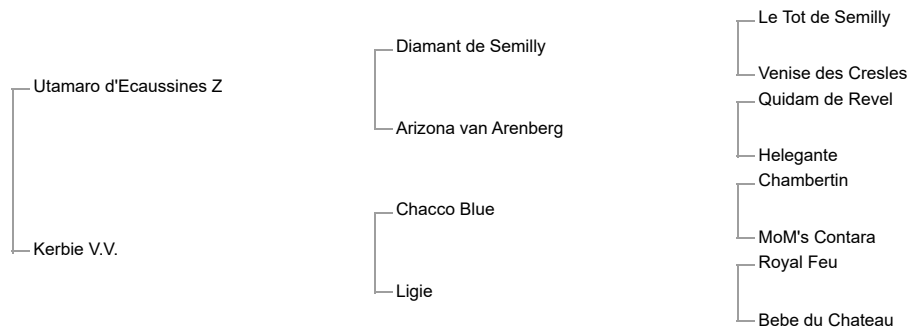 Le Tot de Semilly
Diamant de Semilly
Venise des Cresles
Utamaro d'Ecaussines Z
Quidam de Revel
Arizona van Arenberg
Helegante
Chambertin
Chacco Blue
MoM's Contara
Kerbie V.V.
Royal Feu
Ligie
Bebe du Chateau